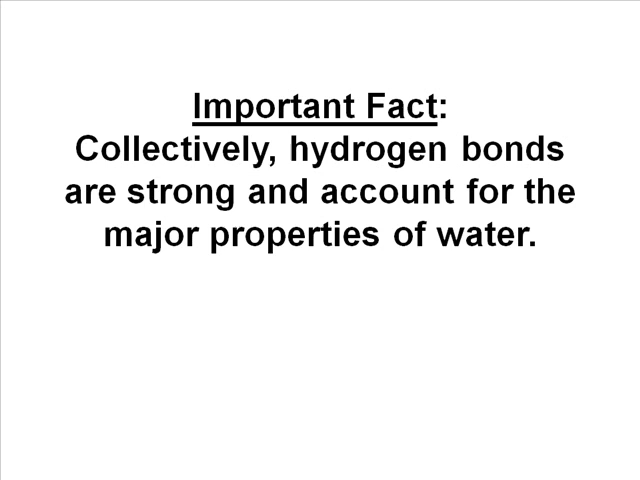 Important Fact:
Collectively, hydrogen bonds
are strong and account for the
major properties of water.